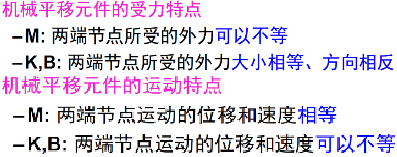 机械平移元件的受力特点
–M: 两端节点所受的外力可以不等
–K,B: 两端节点所受的外力大小相等、方向相反
机械平移元件的运动特点
–M: 两端节点运动的位移和速度相等
–K,B: 两端节点运动的位移和速度可以不等